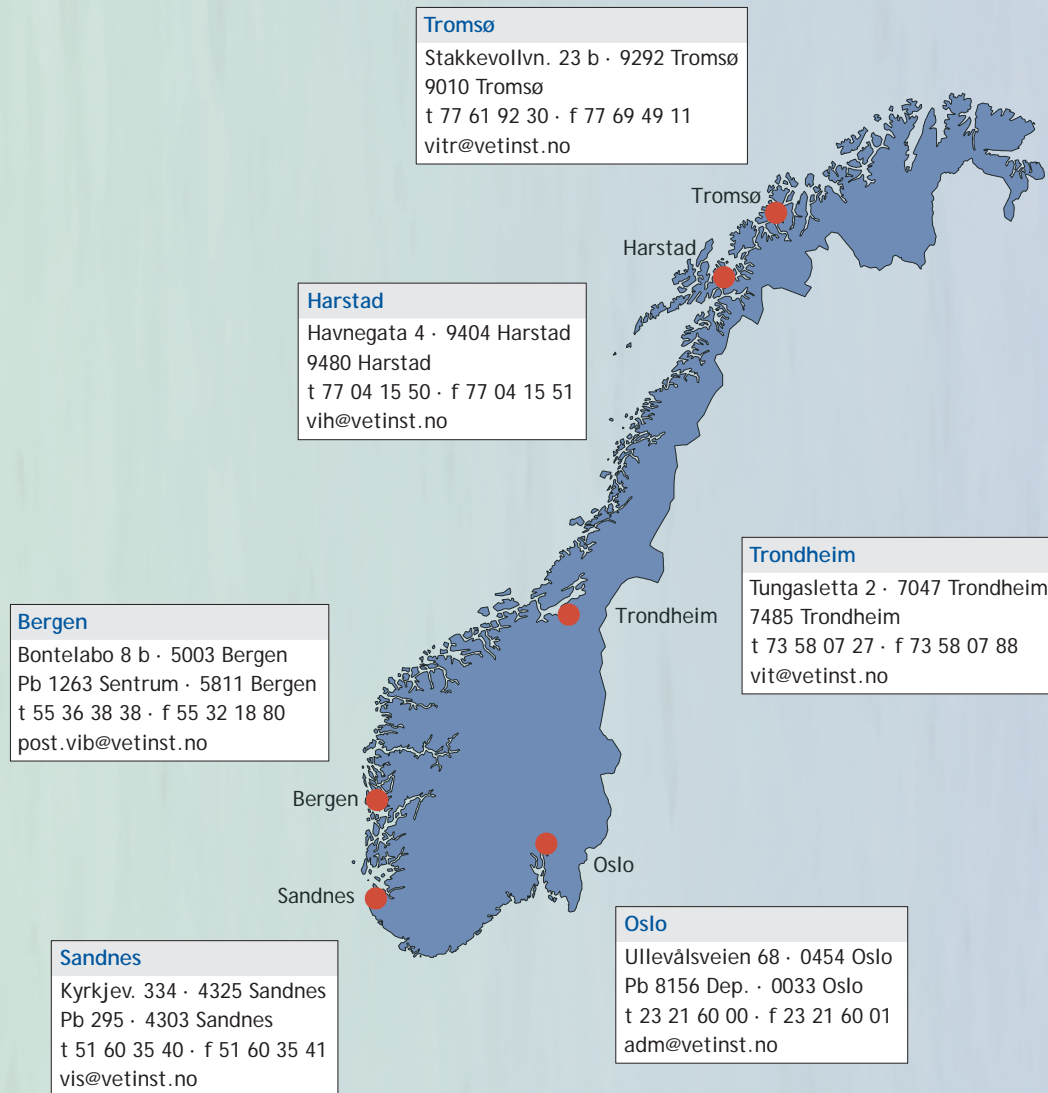 Tromsø
Stakkevollvn. 23 b · 9292 Tromsø
9010 Tromsø
t 77 61 92 30 · f 77 69 49 11
vitr@vetinst.no
Tromsø
Harstad
Harstad
Havnegata 4 · 9404 Harstad
9480 Harstad
t 77 04 15 50 · f 77 04 15 51
vih@vetinst.no
Trondheim
Tungasletta 2 · 7047 Trondheim
7485 Trondheim
t 73 58 07 27 · f 73 58 07 88
vit@vetinst.no
Trondheim
Bergen
Bontelabo 8 b · 5003 Bergen
Pb 1263 Sentrum · 5811 Bergen
t 55 36 38 38 · f 55 32 18 80
post.vib@vetinst.no
Bergen
Oslo
Sandnes
Oslo
Ullevålsveien 68 · 0454 Oslo
Pb 8156 Dep. · 0033 Oslo
t 23 21 60 00 · f 23 21 60 01
adm@vetinst.no
Sandnes
Kyrkjev. 334 · 4325 Sandnes
Pb 295 · 4303 Sandnes
t 51 60 35 40 · f 51 60 35 41
vis@vetinst.no